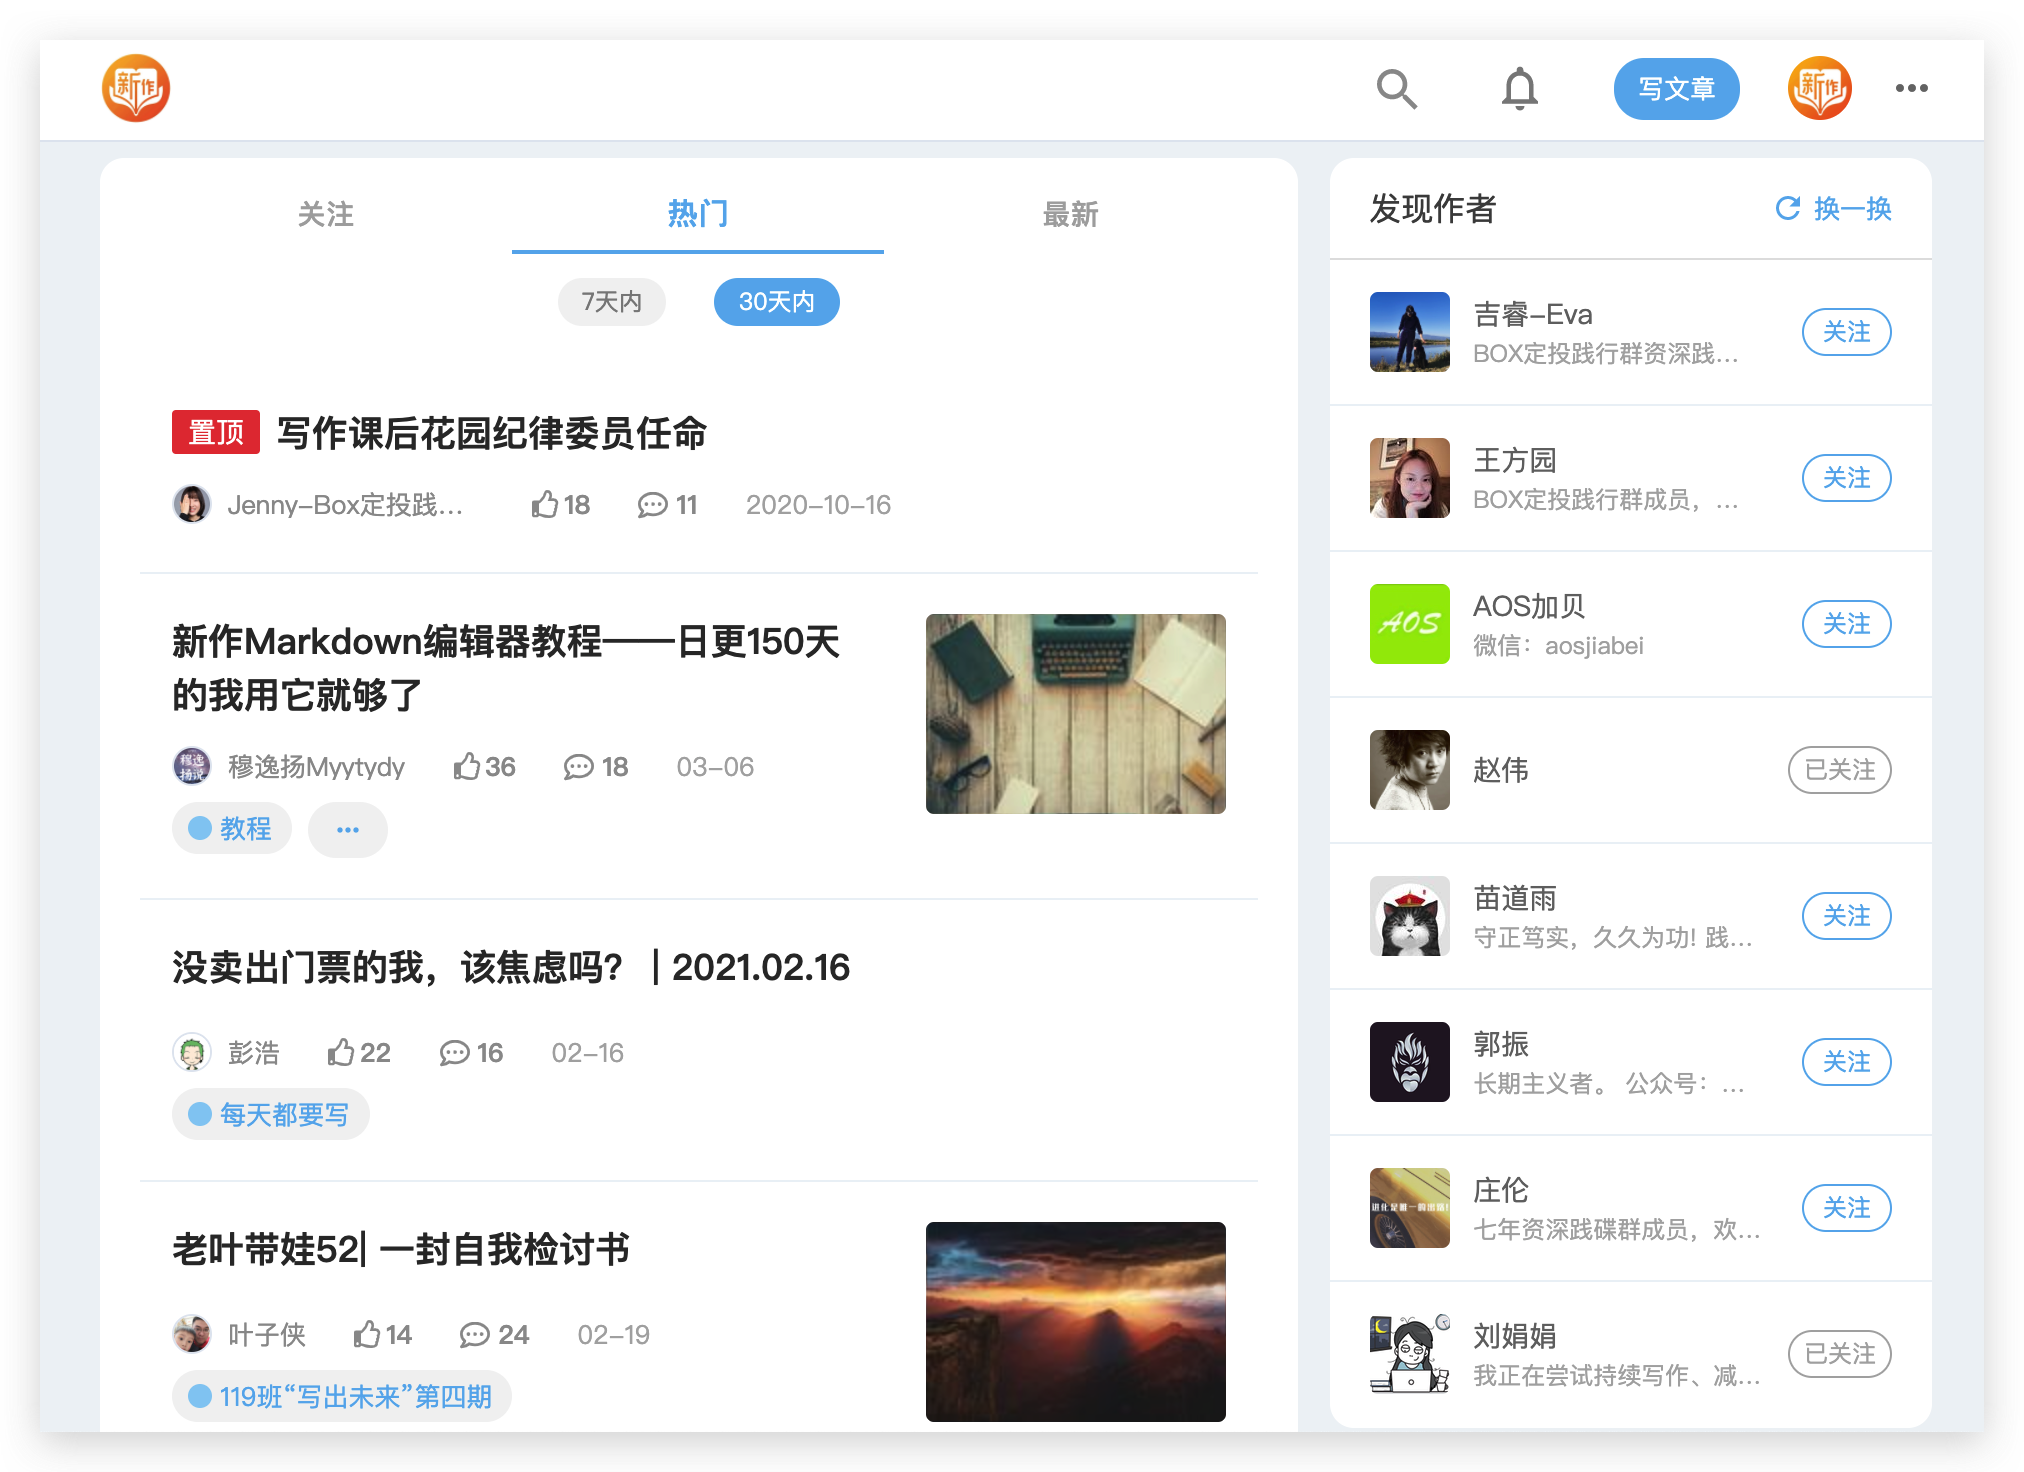 新作
写文章
新作
关注
热门
最新
7天内
30天内
置顶 写作课后花园纪律委员任命
Jenny-Box定投践... 18 11 2020-10-16
新作Markdown编辑器教程——日更150天
的我用它就够了
穆逸扬说
穆逸扬Myytydy 36 18 03-06
教程
没卖出门票的我，该焦虑吗？ | 2021.02.16
彭浩 22 16 02-16
每天都要写
老叶带娃52| 一封自我检讨书
叶子侠 14 24 02-19
119班“写出未来”第四期
发现作者
换一换
吉睿-Eva
BOX定投践行群资深践...
关注
王方园
BOX定投践行群成员，...
关注
AOS
AOS加贝
微信：aosjiabei
关注
赵伟
已关注
苗道雨
守正笃实，久久为功! 践...
关注
郭振
长期主义者。 公众号：...
关注
进化是唯一的出路!
庄伦
七年资深践碟群成员，欢...
关注
刘娟娟
我正在尝试持续写作、减...
已关注